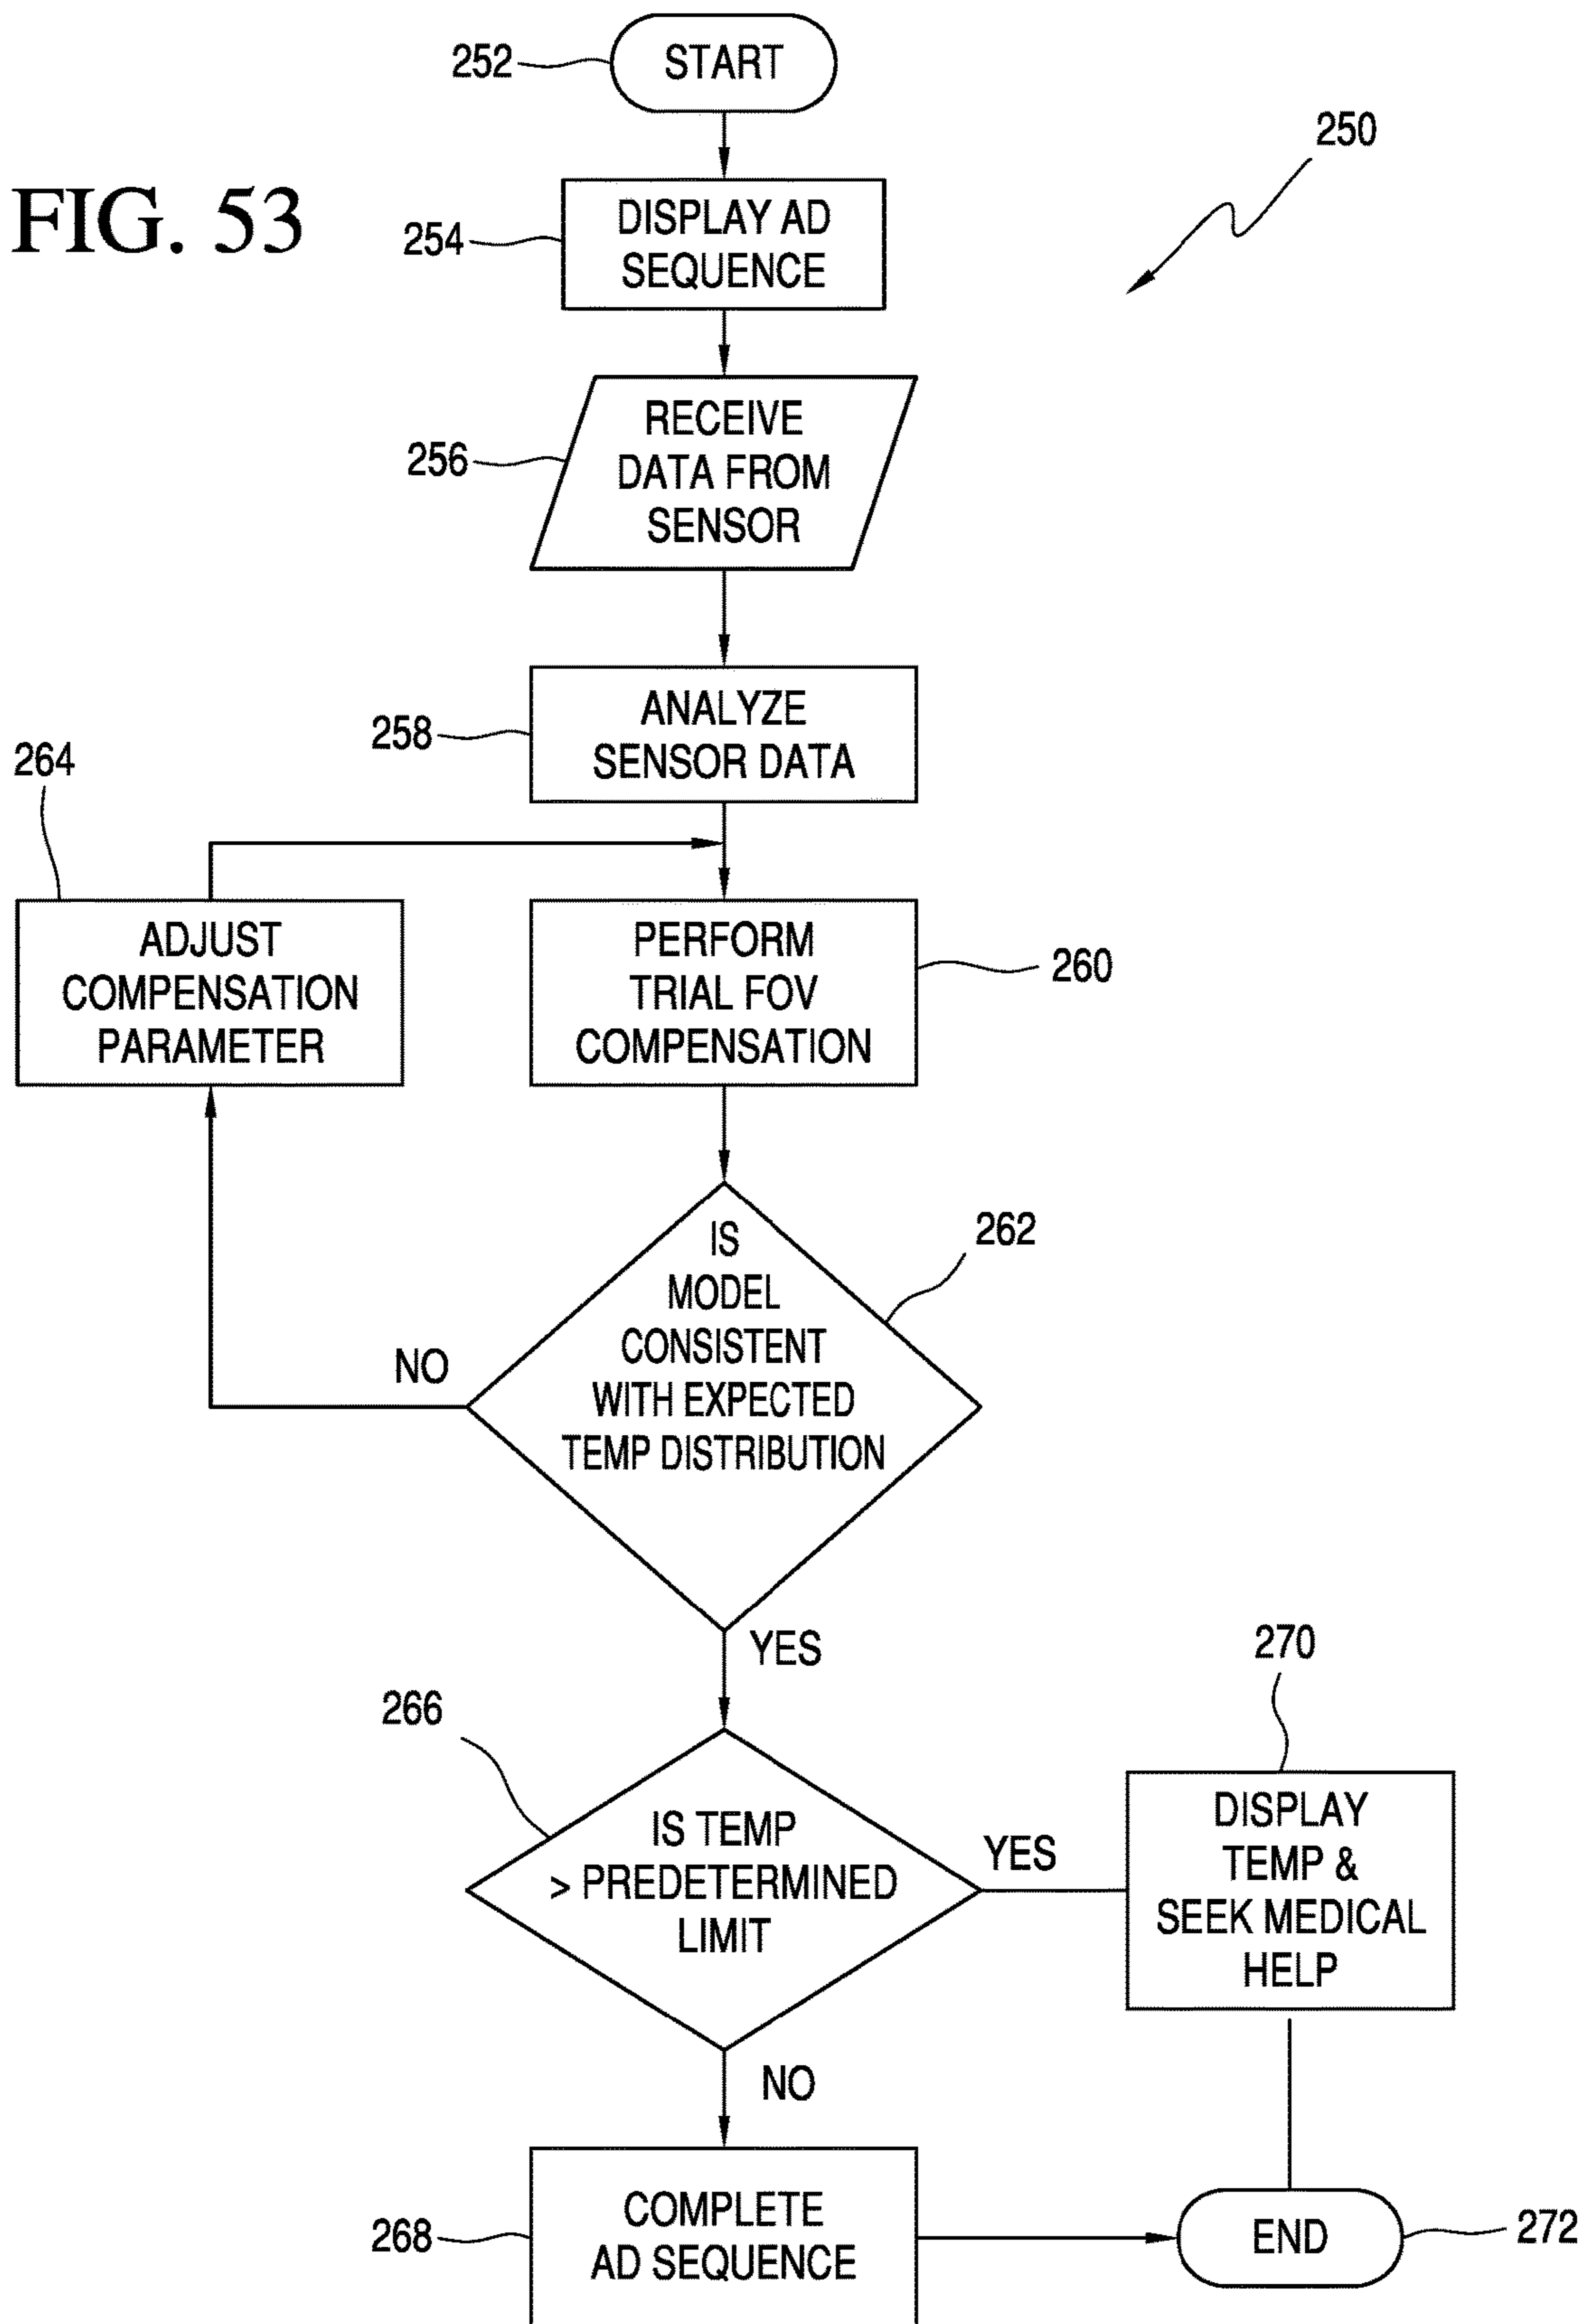 252
START
250
FIG. 53
254
DISPLAY AD
SEQUENCE
256
RECEIVE
DATA FROM
SENSOR
258
ANALYZE
SENSOR DATA
264
ADJUST
COMPENSATION
PARAMETER
PERFORM
TRIAL FOV
COMPENSATION
260
262
IS
MODEL
CONSISTENT
WITH EXPECTED
TEMP DISTRIBUTION
NO
YES
266
IS TEMP
> PREDETERMINED
LIMIT
YES
270
DISPLAY
TEMP &
SEEK MEDICAL
HELP
NO
268
COMPLETE
AD SEQUENCE
END
272